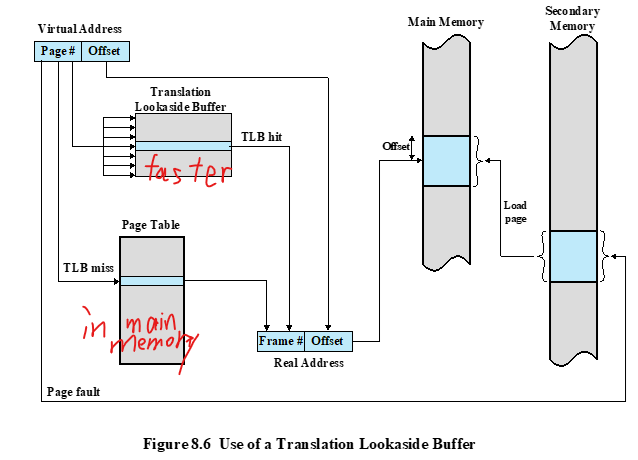 Main Memory
Secondary
Memory
Virtual Address
Page #
Offset
Translation
Lookaside Buffer
TLB hit
faster
Offset
Load
page
Page Table
TLB miss
in main
memory
Frame #
Offset
Real Address
Page fault
Figure 8.6 Use of a Translation Lookaside Buffer